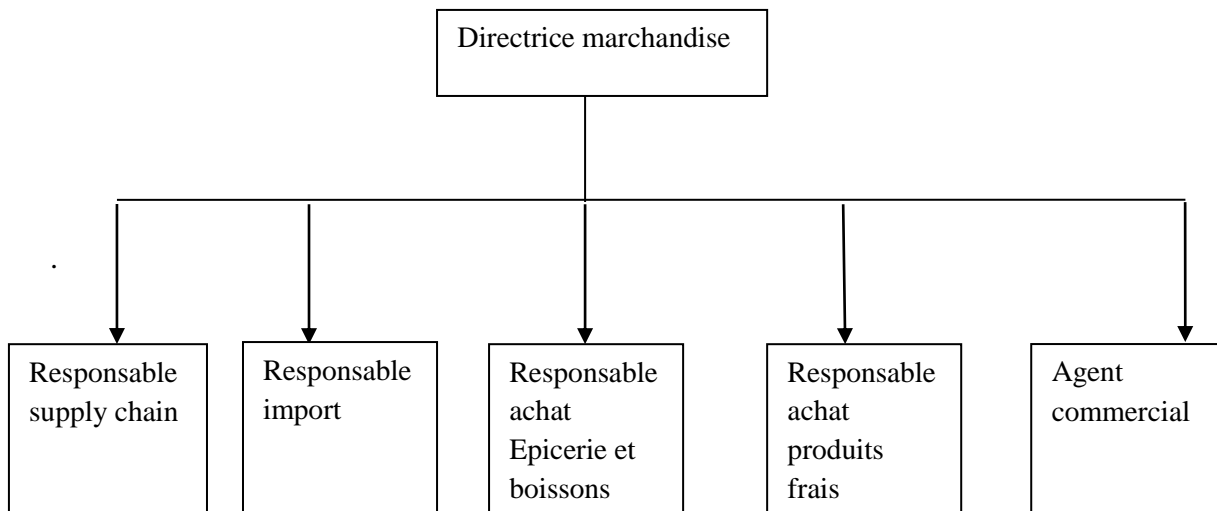 Directrice marchandise
.
Responsable
supply chain
Responsable
import
Responsable
achat
Epicerie et
boissons
Responsable
achat
produits
frais
Agent
commercial